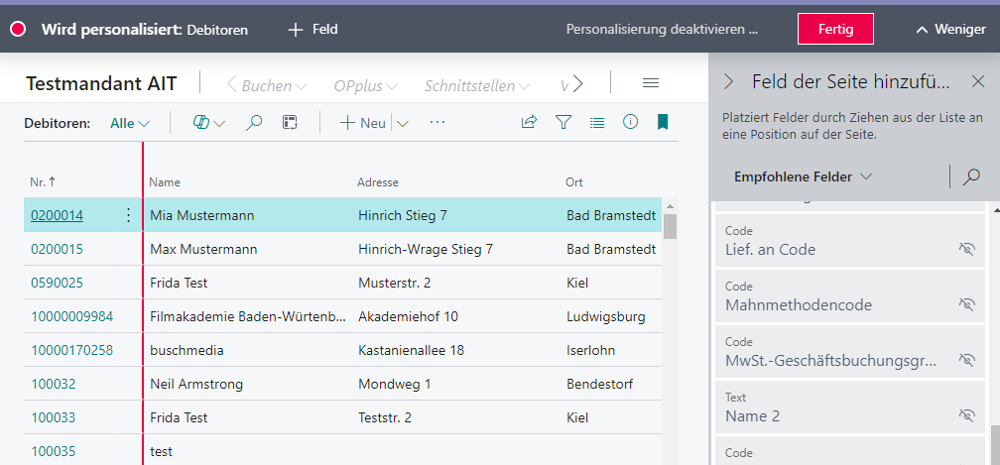 Wird personalisiert: Debitoren + Feld Personalisierung deaktivieren ... Fertig Weniger
Testmandant AIT Buchen OPplus Schnittstellen V
Debitoren: Alle + Neu ...
Nr. ↑ Name Adresse Ort
0200014 Mia Mustermann Hinrich Stieg 7 Bad Bramstedt
0200015 Max Mustermann Hinrich-Wrage Stieg 7 Bad Bramstedt
0590025 Frida Test Musterstr. 2 Kiel
10000009984 Filmakademie Baden-Würtenb... Akademiehof 10 Ludwigsburg
10000170258 buschmedia Kastanienallee 18 Iserlohn
100032 Neil Armstrong Mondweg 1 Bendestorf
100033 Frida Test Teststr. 2 Kiel
100035 test
Feld der Seite hinzufü...
Platziert Felder durch Ziehen aus der Liste an
eine Position auf der Seite.
Empfohlene Felder
Code
Lief. an Code
Code
Mahnmethodencode
Code
MwSt.-Geschäftsbuchungsgr...
Text
Name 2
Code